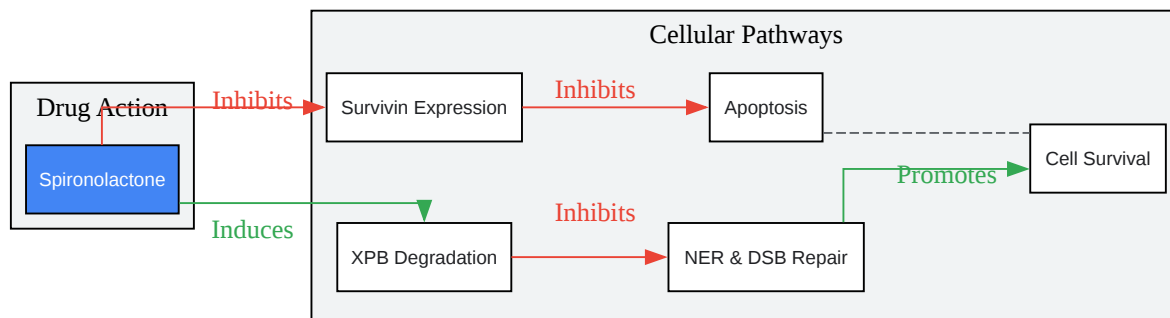 Cellular Pathways
Drug Action
Spironolactone
Inhibits
Survivin Expression
Inhibits
Apoptosis
Cell Survival
Induces
XPB Degradation
Inhibits
NER & DSB Repair
Promotes